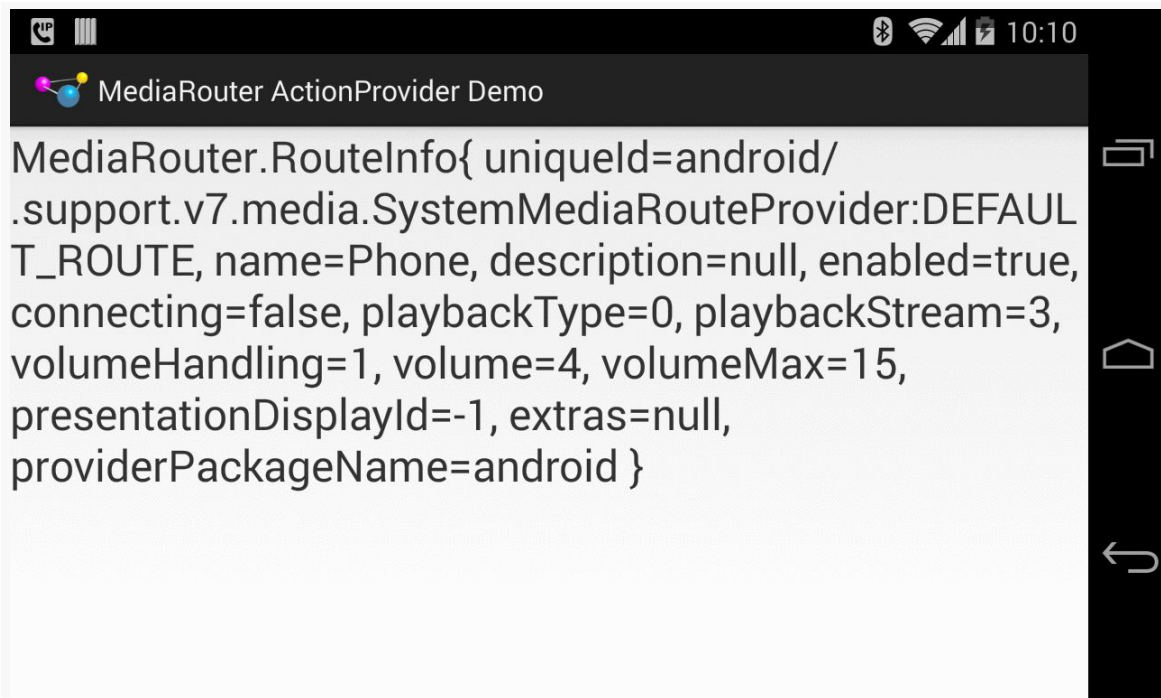 IP
10:10
MediaRouter ActionProvider Demo
MediaRouter.RouteInfo{ uniqueId=android/
.support.v7.media.SystemMediaRouteProvider:DEFAUL
T_ROUTE, name=Phone, description=null, enabled=true,
connecting=false, playbackType=0, playbackStream=3,
volumeHandling=1, volume=4, volumeMax=15,
presentationDisplayId=-1, extras=null,
providerPackageName=android }